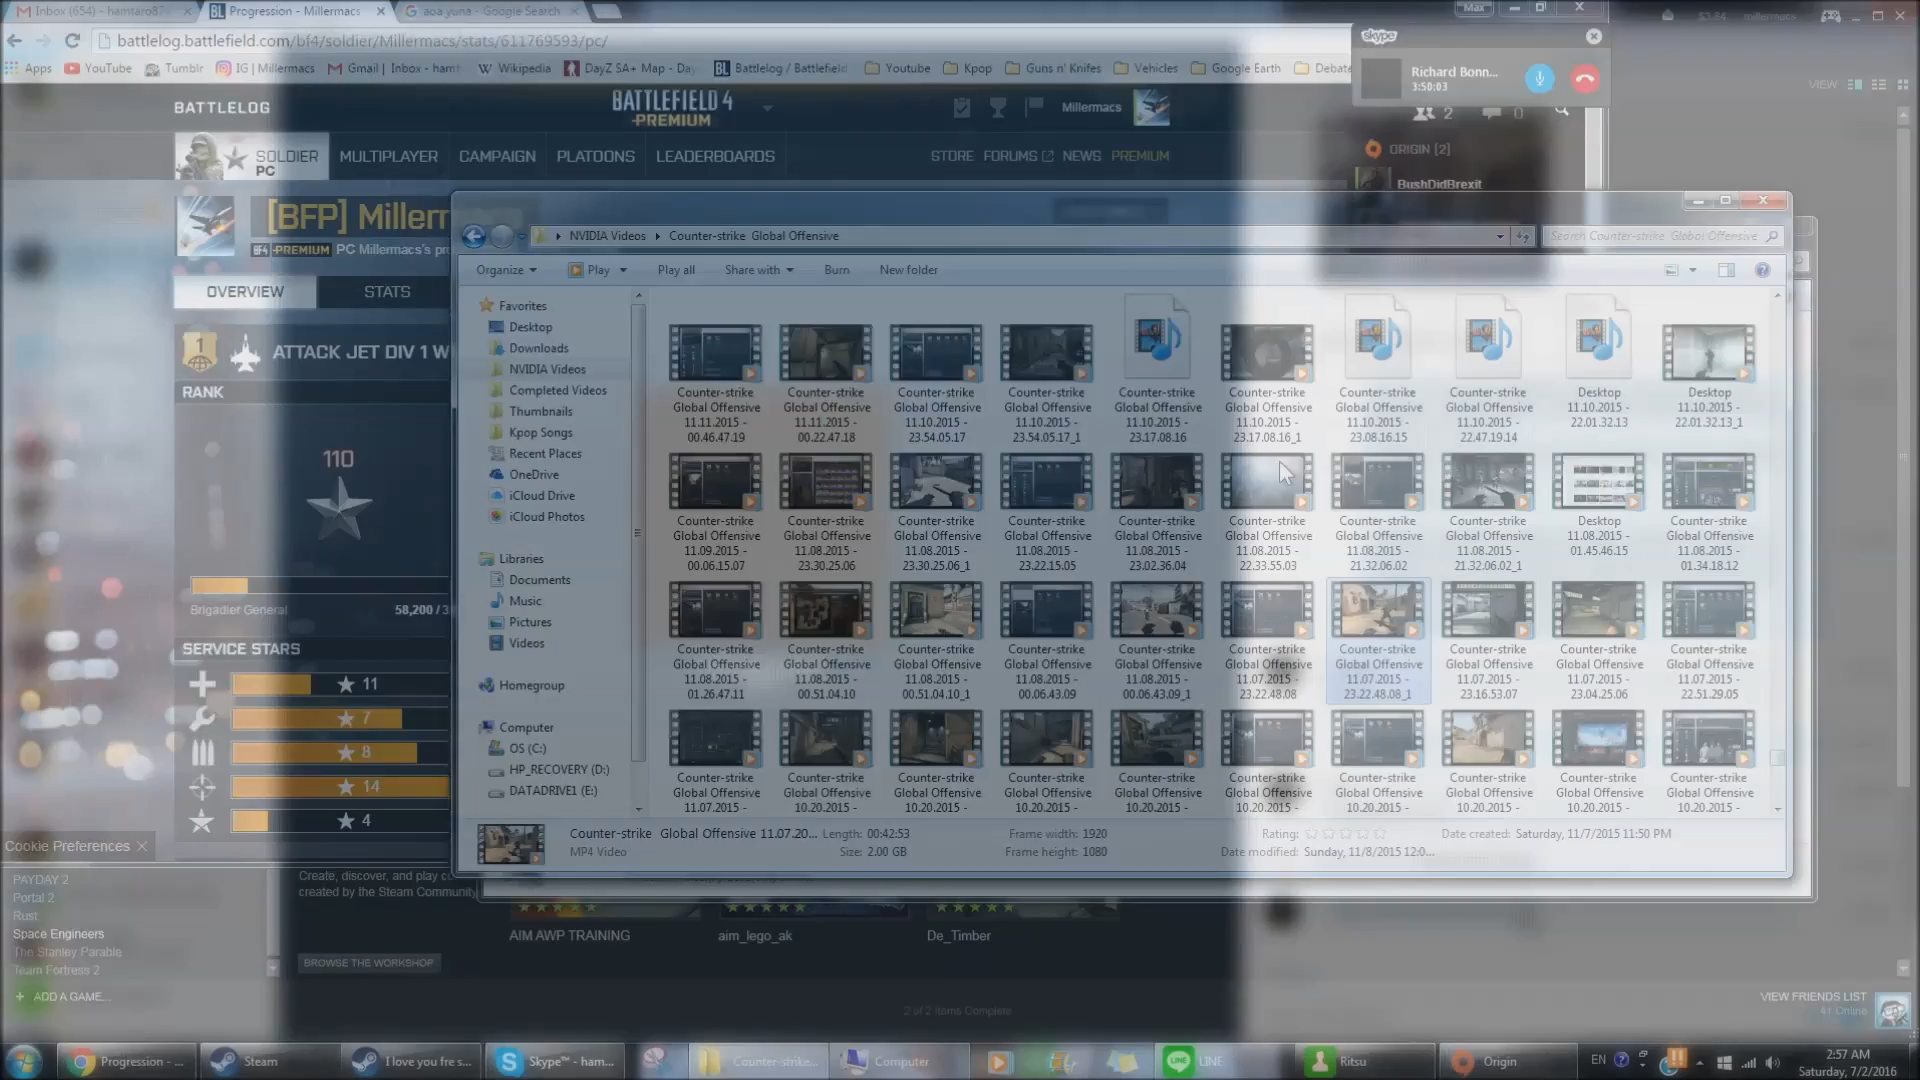 Inbox (654) - hamtaro87
Progression - Millermacs
aoa yuna - Google Search
Max
$3.64
millermacs
battlelog.battlefield.com/bf4/soldier/Millermacs/stats/611769593/pc/
Apps
YouTube
Tumblr
IG | Millermacs
Gmail | Inbox - hamt
Wikipedia
DayZ SA+ Map - Day
Battlelog / Battlefield
Youtube
Kpop
Guns n' Knifes
Vehicles
Google Earth
Debate
skype
Richard Bonn...
3:50:03
VIEW
BATTLELOG
BATTLEFIELD 4
-PREMIUM
Millermacs
2
0
SOLDIER
PC
MULTIPLAYER
CAMPAIGN
PLATOONS
LEADERBOARDS
STORE
FORUMS
NEWS
PREMIUM
ORIGIN [2]
BushDidBrexit
[BFP] Millerm
BF4 -PREMIUM PC Millermacs's pro
OVERVIEW
STATS
1
ATTACK JET DIV 1 W
RANK
110
Brigadier General
58,200 / 3
SERVICE STARS
11
7
8
14
4
NVIDIA Videos
Counter-strike Global Offensive
Search Counter-strike Global Offensive
Organize
Play
Play all
Share with
Burn
New folder
Favorites
Desktop
Downloads
NVIDIA Videos
Completed Videos
Thumbnails
Kpop Songs
Recent Places
OneDrive
iCloud Drive
iCloud Photos
Libraries
Documents
Music
Pictures
Videos
Homegroup
Computer
OS (C:)
HP_RECOVERY (D:)
DATADRIVE1 (E:)
Counter-strike Global Offensive 11.11.2015 - 00.46.47.19
Counter-strike Global Offensive 11.11.2015 - 00.22.47.18
Counter-strike Global Offensive 11.10.2015 - 23.54.05.17
Counter-strike Global Offensive 11.10.2015 - 23.54.05.17_1
Counter-strike Global Offensive 11.10.2015 - 23.17.08.16
Counter-strike Global Offensive 11.10.2015 - 23.17.08.16_1
Counter-strike Global Offensive 11.10.2015 - 23.08.16.15
Counter-strike Global Offensive 11.10.2015 - 22.47.19.14
Desktop 11.10.2015 - 22.01.32.13
Desktop 11.10.2015 - 22.01.32.13_1
Counter-strike Global Offensive 11.09.2015 - 00.06.15.07
Counter-strike Global Offensive 11.08.2015 - 23.30.25.06
Counter-strike Global Offensive 11.08.2015 - 23.30.25.06_1
Counter-strike Global Offensive 11.08.2015 - 23.22.15.05
Counter-strike Global Offensive 11.08.2015 - 23.02.36.04
Counter-strike Global Offensive 11.08.2015 - 22.33.55.03
Counter-strike Global Offensive 11.08.2015 - 21.32.06.02
Counter-strike Global Offensive 11.08.2015 - 21.32.06.02_1
Desktop 11.08.2015 - 01.45.46.15
Counter-strike Global Offensive 11.08.2015 - 01.34.18.12
Counter-strike Global Offensive 11.08.2015 - 01.26.47.11
Counter-strike Global Offensive 11.08.2015 - 00.51.04.10
Counter-strike Global Offensive 11.08.2015 - 00.51.04.10_1
Counter-strike Global Offensive 11.08.2015 - 00.06.43.09
Counter-strike Global Offensive 11.08.2015 - 00.06.43.09_1
Counter-strike Global Offensive 11.07.2015 - 23.22.48.08
Counter-strike Global Offensive 11.07.2015 - 23.22.48.08_1
Counter-strike Global Offensive 11.07.2015 - 23.16.53.07
Counter-strike Global Offensive 11.07.2015 - 23.04.25.06
Counter-strike Global Offensive 11.07.2015 - 22.51.29.05
Counter-strike Global Offensive 11.07.2015 -
Counter-strike Global Offensive 10.20.2015 -
Counter-strike Global Offensive 10.20.2015 -
Counter-strike Global Offensive 10.20.2015 -
Counter-strike Global Offensive 10.20.2015 -
Counter-strike Global Offensive 10.20.2015 -
Counter-strike Global Offensive 10.20.2015 -
Counter-strike Global Offensive 10.20.2015 -
Counter-strike Global Offensive 10.20.2015 -
Counter-strike Global Offensive 10.20.2015 -
Counter-strike Global Offensive 11.07.20... Length: 00:42:53 Frame width: 1920 Rating: Date created: Saturday, 11/7/2015 11:50 PM
MP4 Video Size: 2.00 GB Frame height: 1080 Date modified: Sunday, 11/8/2015 12:0...
Cookie Preferences
PAYDAY 2
Portal 2
Rust
Space Engineers
The Stanley Parable
Team Fortress 2
+ ADD A GAME...
Create, discover, and play co
created by the Steam Community
BROWSE THE WORKSHOP
AIM AWP TRAINING
aim_lego_ak
De_Timber
2 of 2 Items Complete
VIEW FRIENDS LIST
41 Online
Progression - ...
Steam
I love you fre s...
Skype™ - ham...
Counter-strike...
Computer
LINE
Ritsu
Origin
EN
2:57 AM
Saturday, 7/2/2016